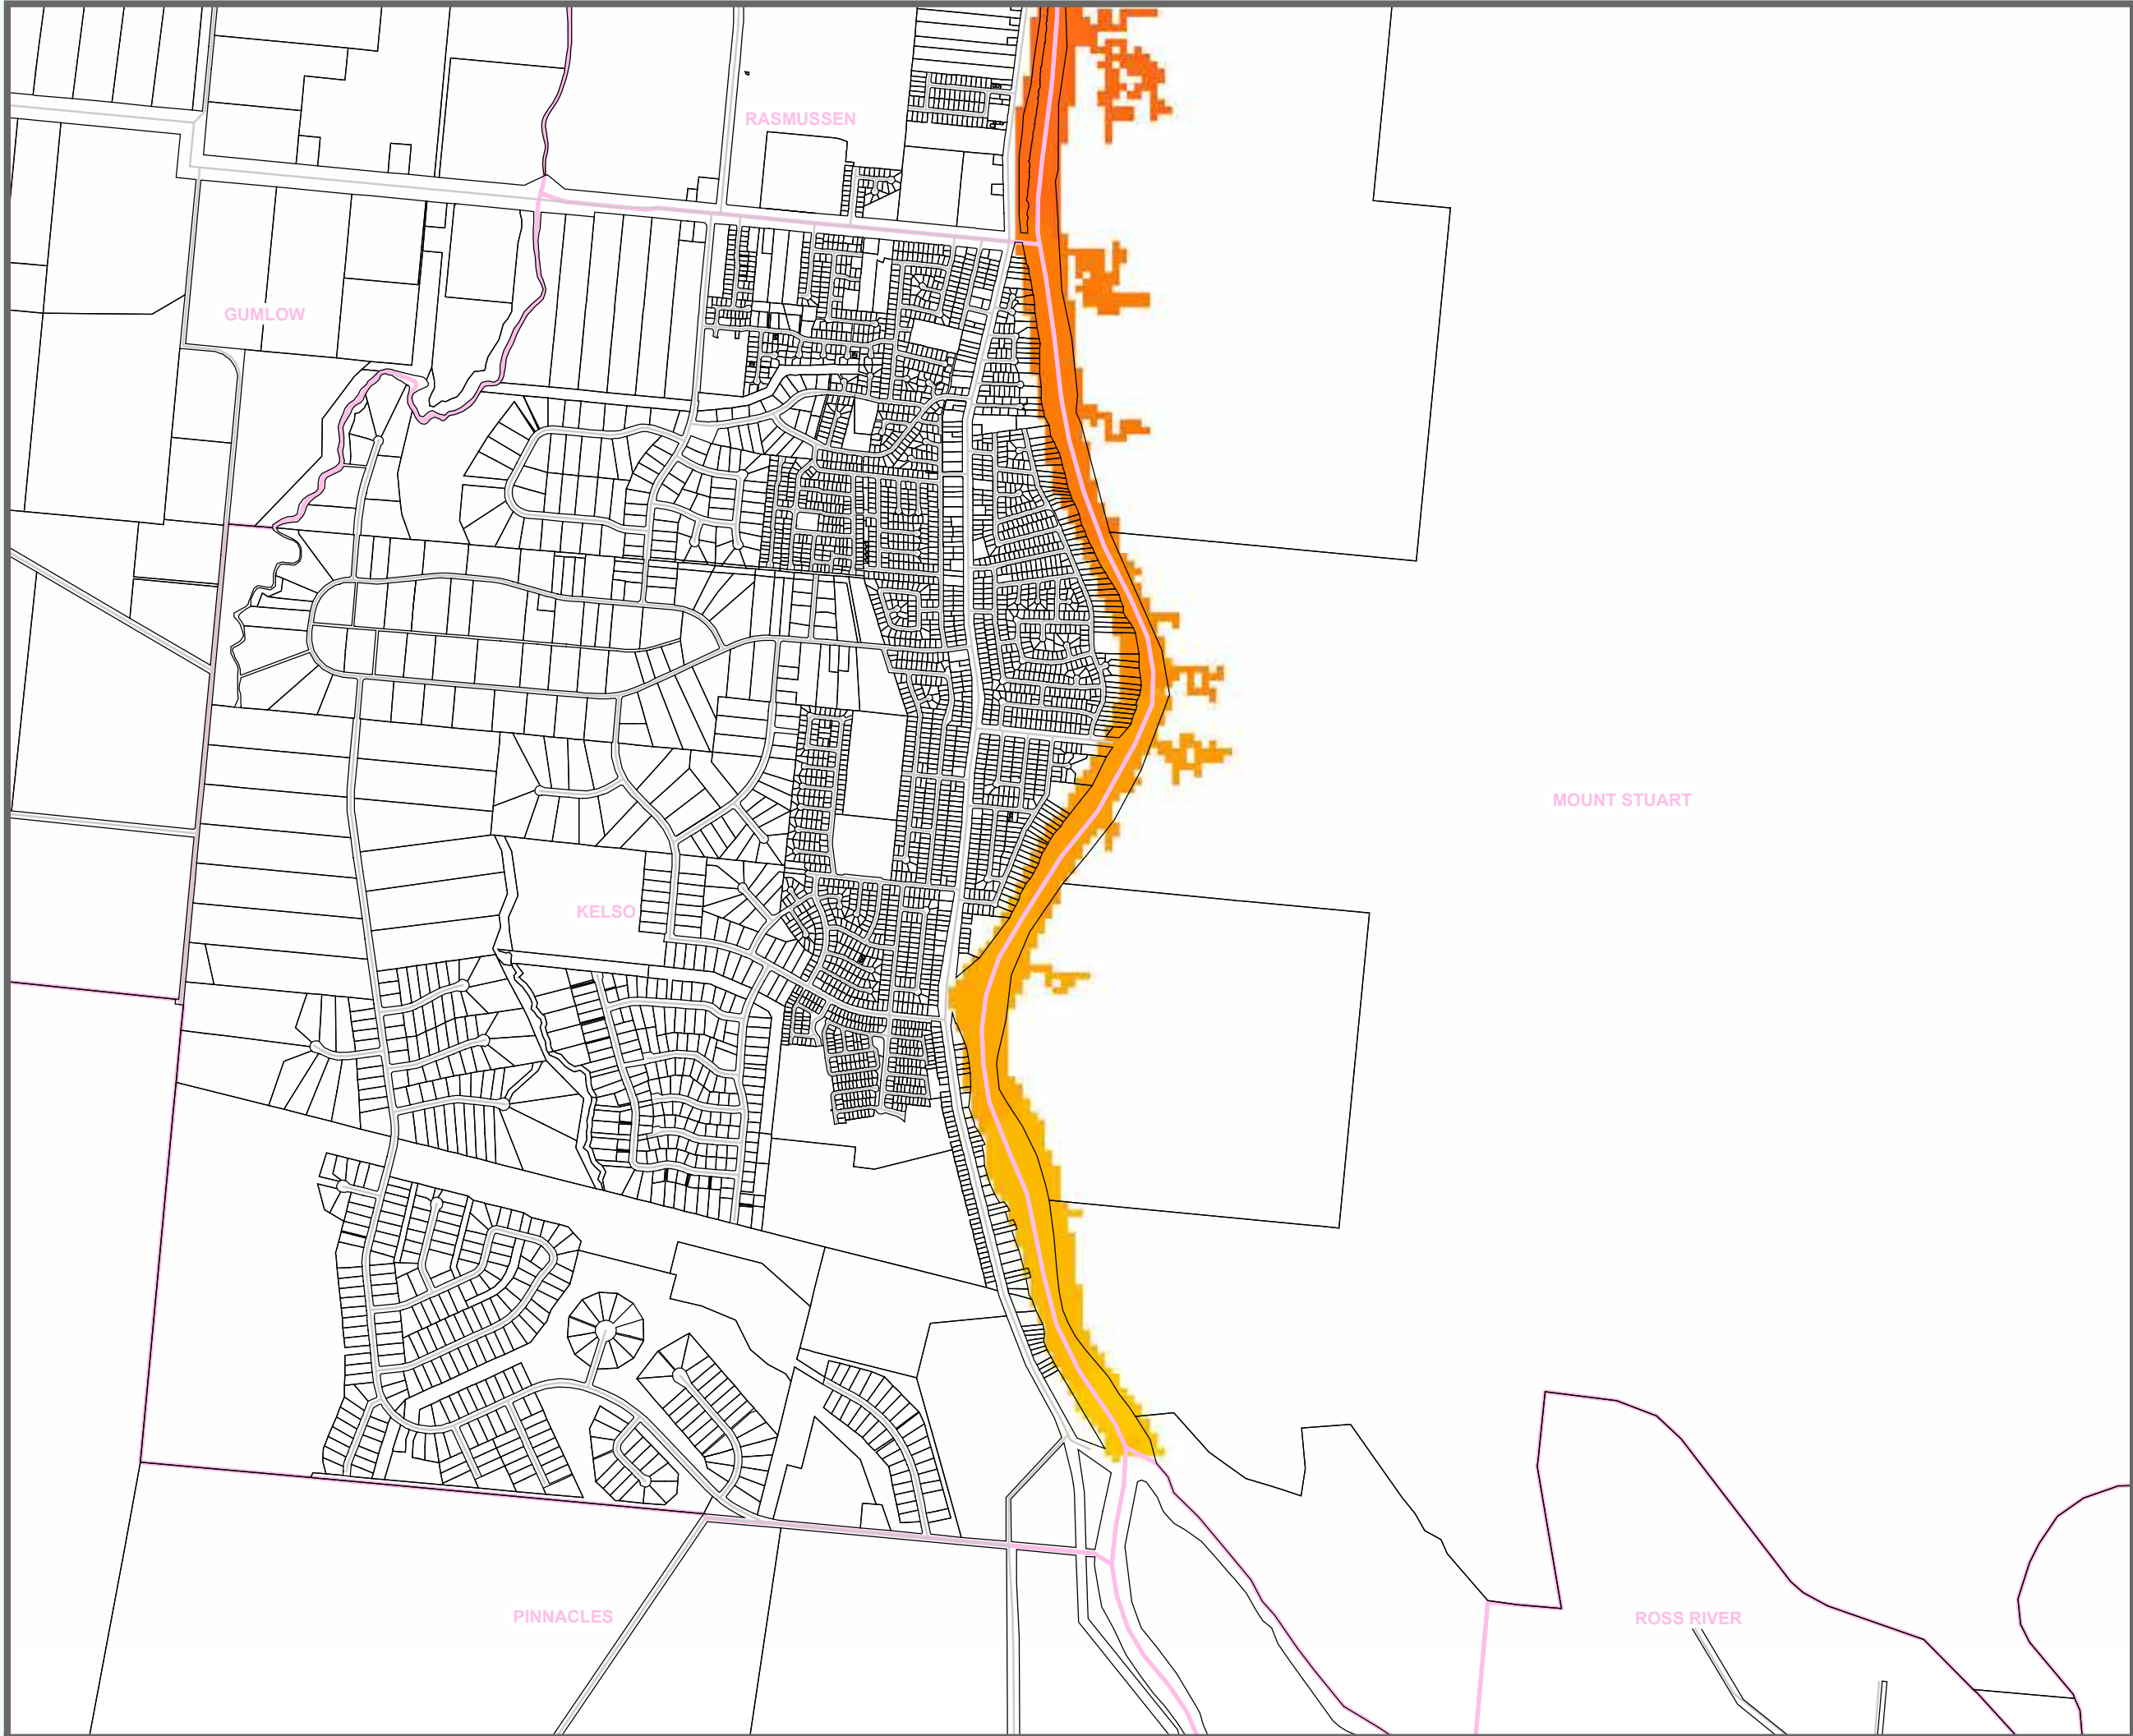 RASMUSSEN
GUMLOW
MOUNT STUART
KELSO
PINNACLES
ROSS RIVER